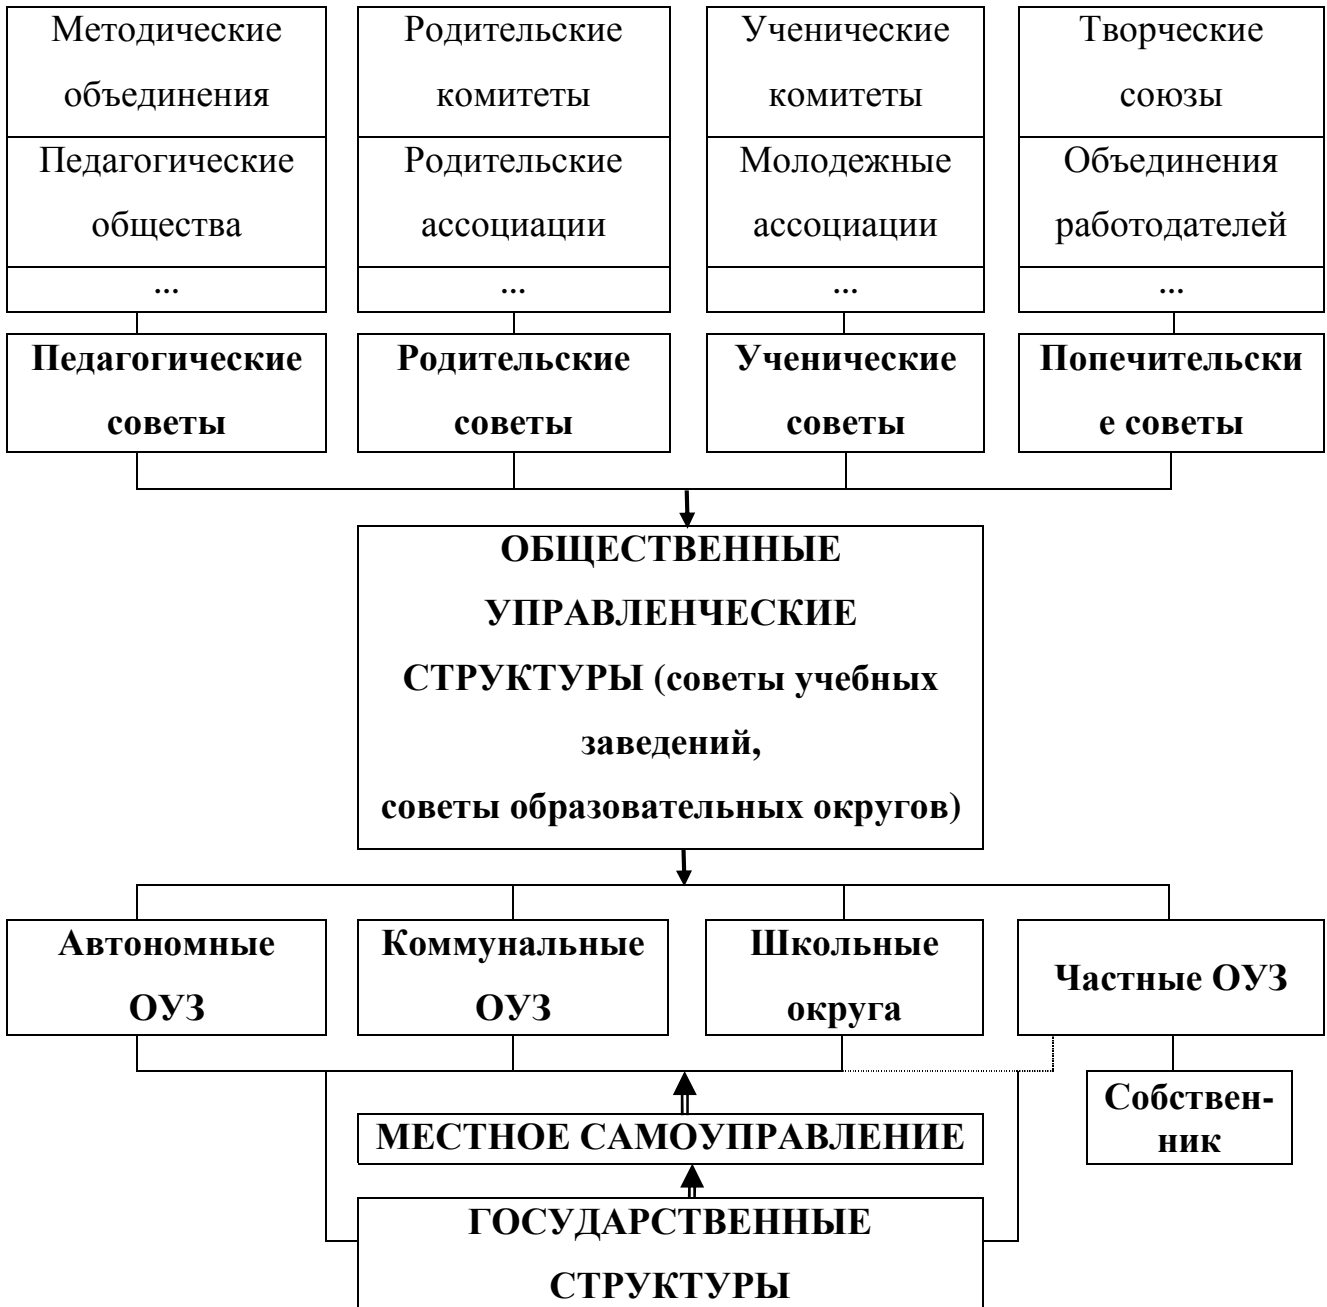 Методические
объединения
Педагогические
общества
...
Родительские
комитеты
Родительские
ассоциации
...
Ученические
комитеты
Молодежные
ассоциации
...
Творческие
союзы
Объединения
работодателей
...
Педагогические
советы
Родительские
советы
Ученические
советы
Попечительски
е советы
ОБЩЕСТВЕННЫЕ
УПРАВЛЕНЧЕСКИЕ
СТРУКТУРЫ (советы учебных
заведений,
советы образовательных округов)
Автономные
ОУЗ
Коммунальные
ОУЗ
Школьные
округа
Частные ОУЗ
Собствен-
ник
МЕСТНОЕ САМОУПРАВЛЕНИЕ
ГОСУДАРСТВЕННЫЕ
СТРУКТУРЫ